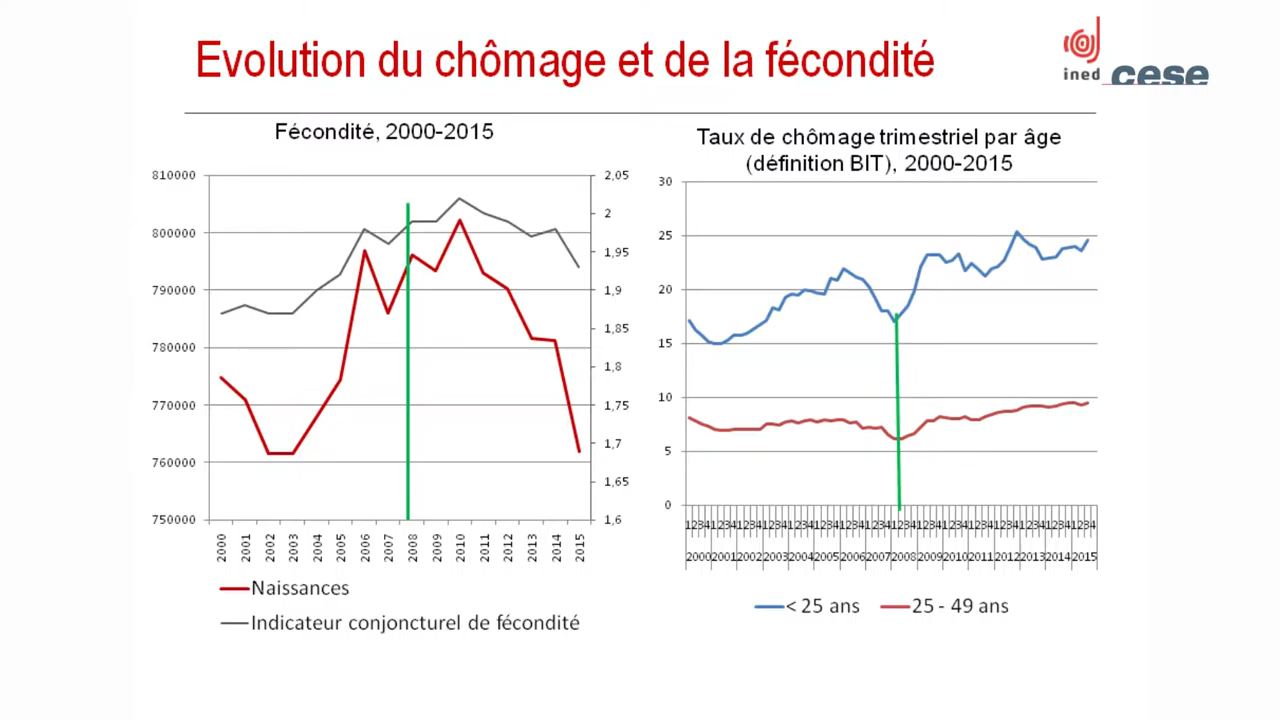 Evolution du chômage et de la fécondité
ined
cese
Fécondité, 2000-2015
810000
800000
790000
780000
770000
760000
750000
2,05
2
1,95
1,9
1,85
1,8
1,75
1,7
1,65
1,6
2000 2001 2002 2003 2004 2005 2006 2007 2008 2009 2010 2011 2012 2013 2014 2015
Naissances
Indicateur conjoncturel de fécondité
Taux de chômage trimestriel par âge
(définition BIT), 2000-2015
30
25
20
15
10
5
0
1234123412341234123412341234123412341234123412341234123412341234
2000 2001 2002 2003 2004 2005 2006 2007 2008 2009 2010 2011 2012 2013 2014 2015
< 25 ans
25 - 49 ans